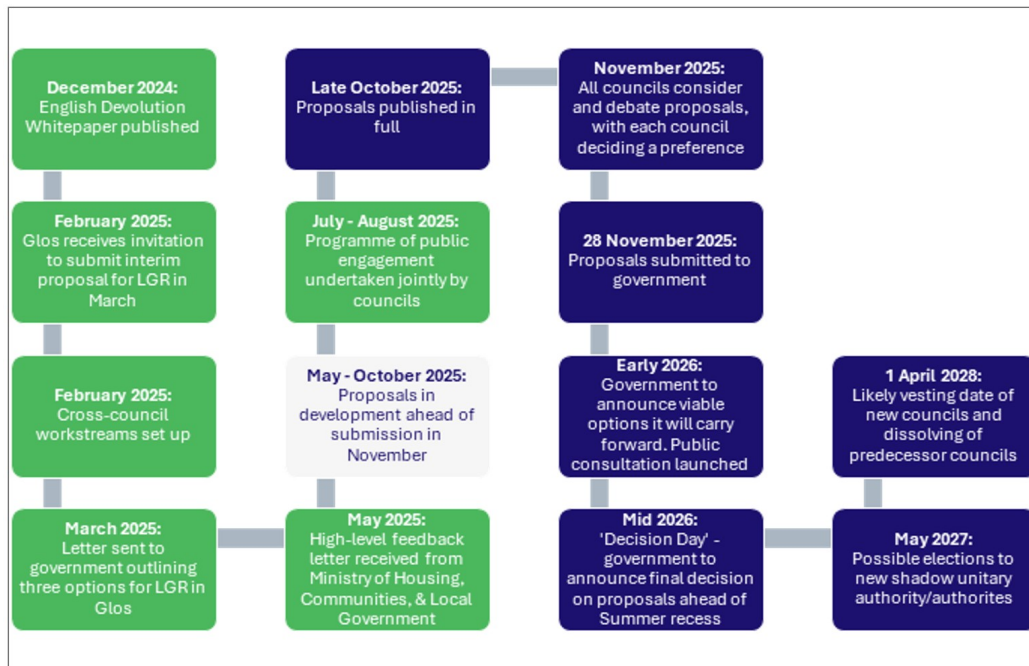 December 2024:
English Devolution
Whitepaper published
February 2025:
Glos receives invitation
to submit interim
proposal for LGR in
March
February 2025:
Cross-council
workstreams set up
March 2025:
Letter sent to
government outlining
three options for LGR in
Glos
May 2025:
High-level feedback
letter received from
Ministry of Housing,
Communities, & Local
Government
May - October 2025:
Proposals in
development ahead of
submission in
November
July - August 2025:
Programme of public
engagement
undertaken jointly by
councils
Late October 2025:
Proposals published in
full
November 2025:
All councils consider
and debate proposals,
with each council
deciding a preference
28 November 2025:
Proposals submitted to
government
Early 2026:
Government to
announce viable
options it will carry
forward. Public
consultation launched
Mid 2026:
'Decision Day' -
government to
announce final decision
on proposals ahead of
Summer recess
May 2027:
Possible elections to
new shadow unitary
authority/authorites
1 April 2028:
Likely vesting date of
new councils and
dissolving of
predecessor councils